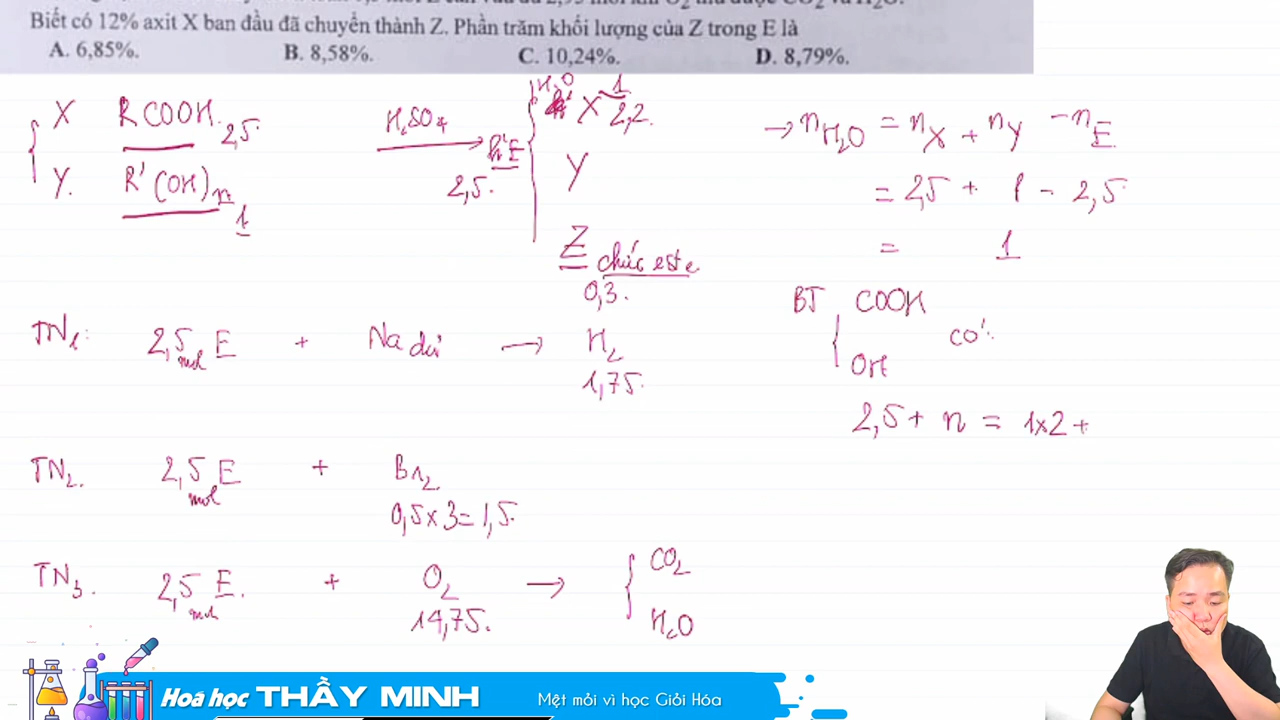 Biết có 12% axit X ban đầu đã chuyển thành Z. Phần trăm khối lượng của Z trong E là
A. 6,85%. B. 8,58%. C. 10,24%. D. 8,79%.
X RCOOH. 2,5
Y. R'(OH)n 1
H2SO4
E
2,5.
H2O
X 2,2.
1
Y
Z chức este
0,3.
→ nH2O = nX + nY - nE
= 2,5 + 1 - 2,5
= 1
BT COOH
OH
có:
2,5 + n = 1x2 +
TN1: 2,5 mol E + Na dư → H2
1,75.
TN2. 2,5 mol E + Br2
0,5x3=1,5.
TN3. 2,5 mol E. + O2 → CO2
14,75. H2O
Hoá học THẦY MINH
Mệt mỏi vì học Giỏi Hóa